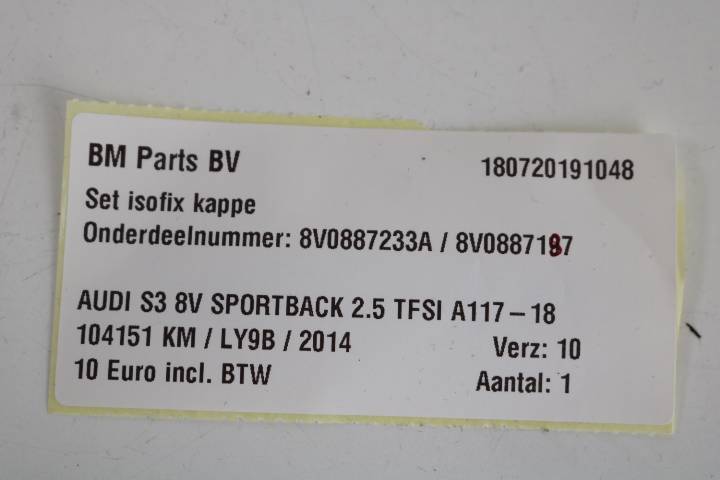 BM Parts BV 180720191048
Set isofix kappe
Onderdeelnummer: 8V0887233A / 8V0887187
AUDI S3 8V SPORTBACK 2.5 TFSI A117-18
104151 KM / LY9B / 2014 Verz: 10
10 Euro incl. BTW Aantal: 1